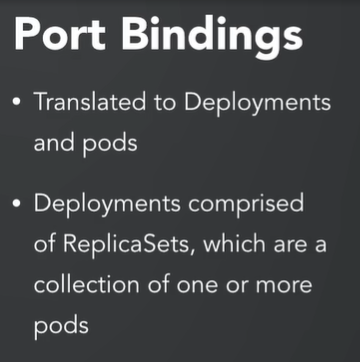 Port Bindings
• Translated to Deployments
and pods
• Deployments comprised
of ReplicaSets, which are a
collection of one or more
pods